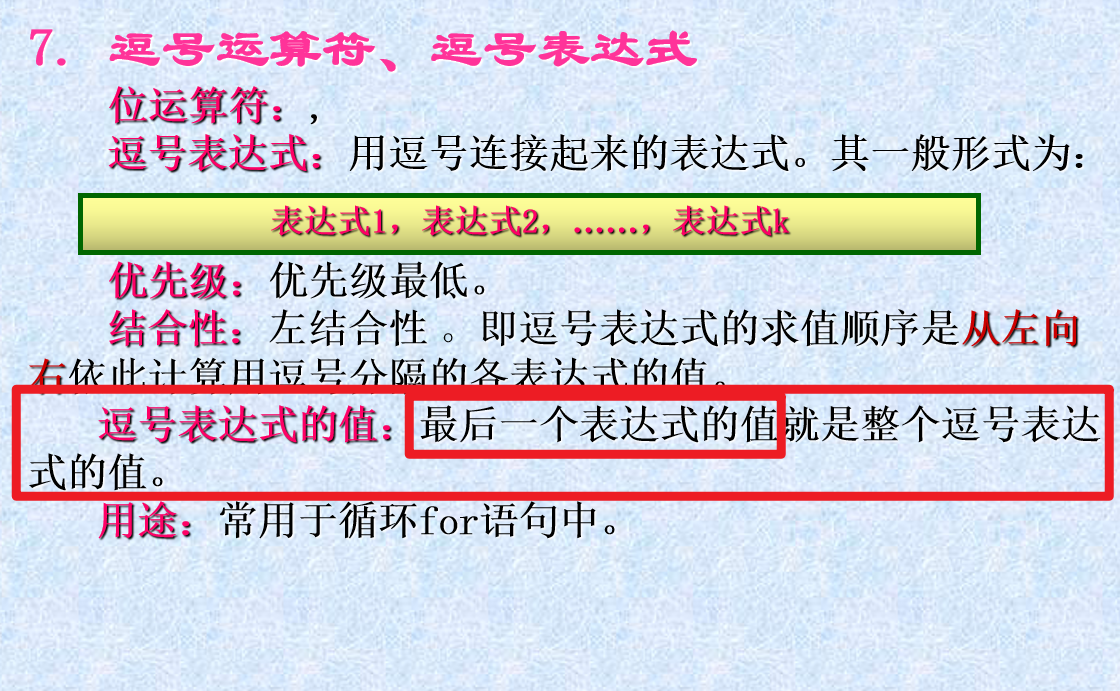 7. 逗号运算符、逗号表达式
位运算符：,
逗号表达式：用逗号连接起来的表达式。其一般形式为：
表达式1，表达式2，......，表达式k
优先级：优先级最低。
结合性：左结合性 。即逗号表达式的求值顺序是从左向
右依此计算用逗号分隔的各表达式的值。
逗号表达式的值：最后一个表达式的值就是整个逗号表达
式的值。
用途：常用于循环for语句中。